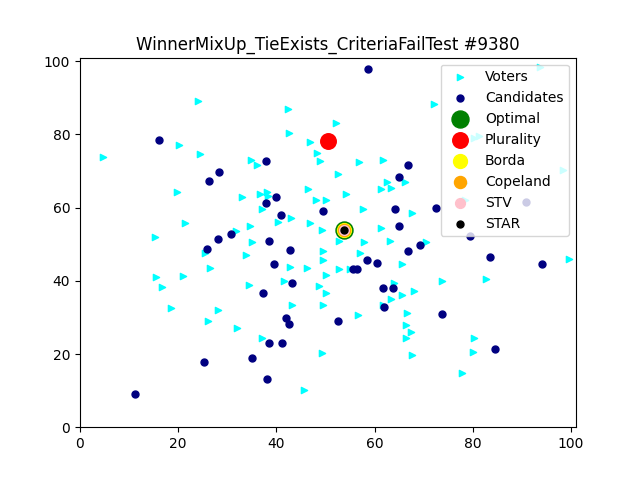 WinnerMixUp_TieExists_CriteriaFailTest #9380
100
80
60
40
20
0
0
20
40
60
80
100
Voters
Candidates
Optimal
Plurality
Borda
Copeland
STV
STAR